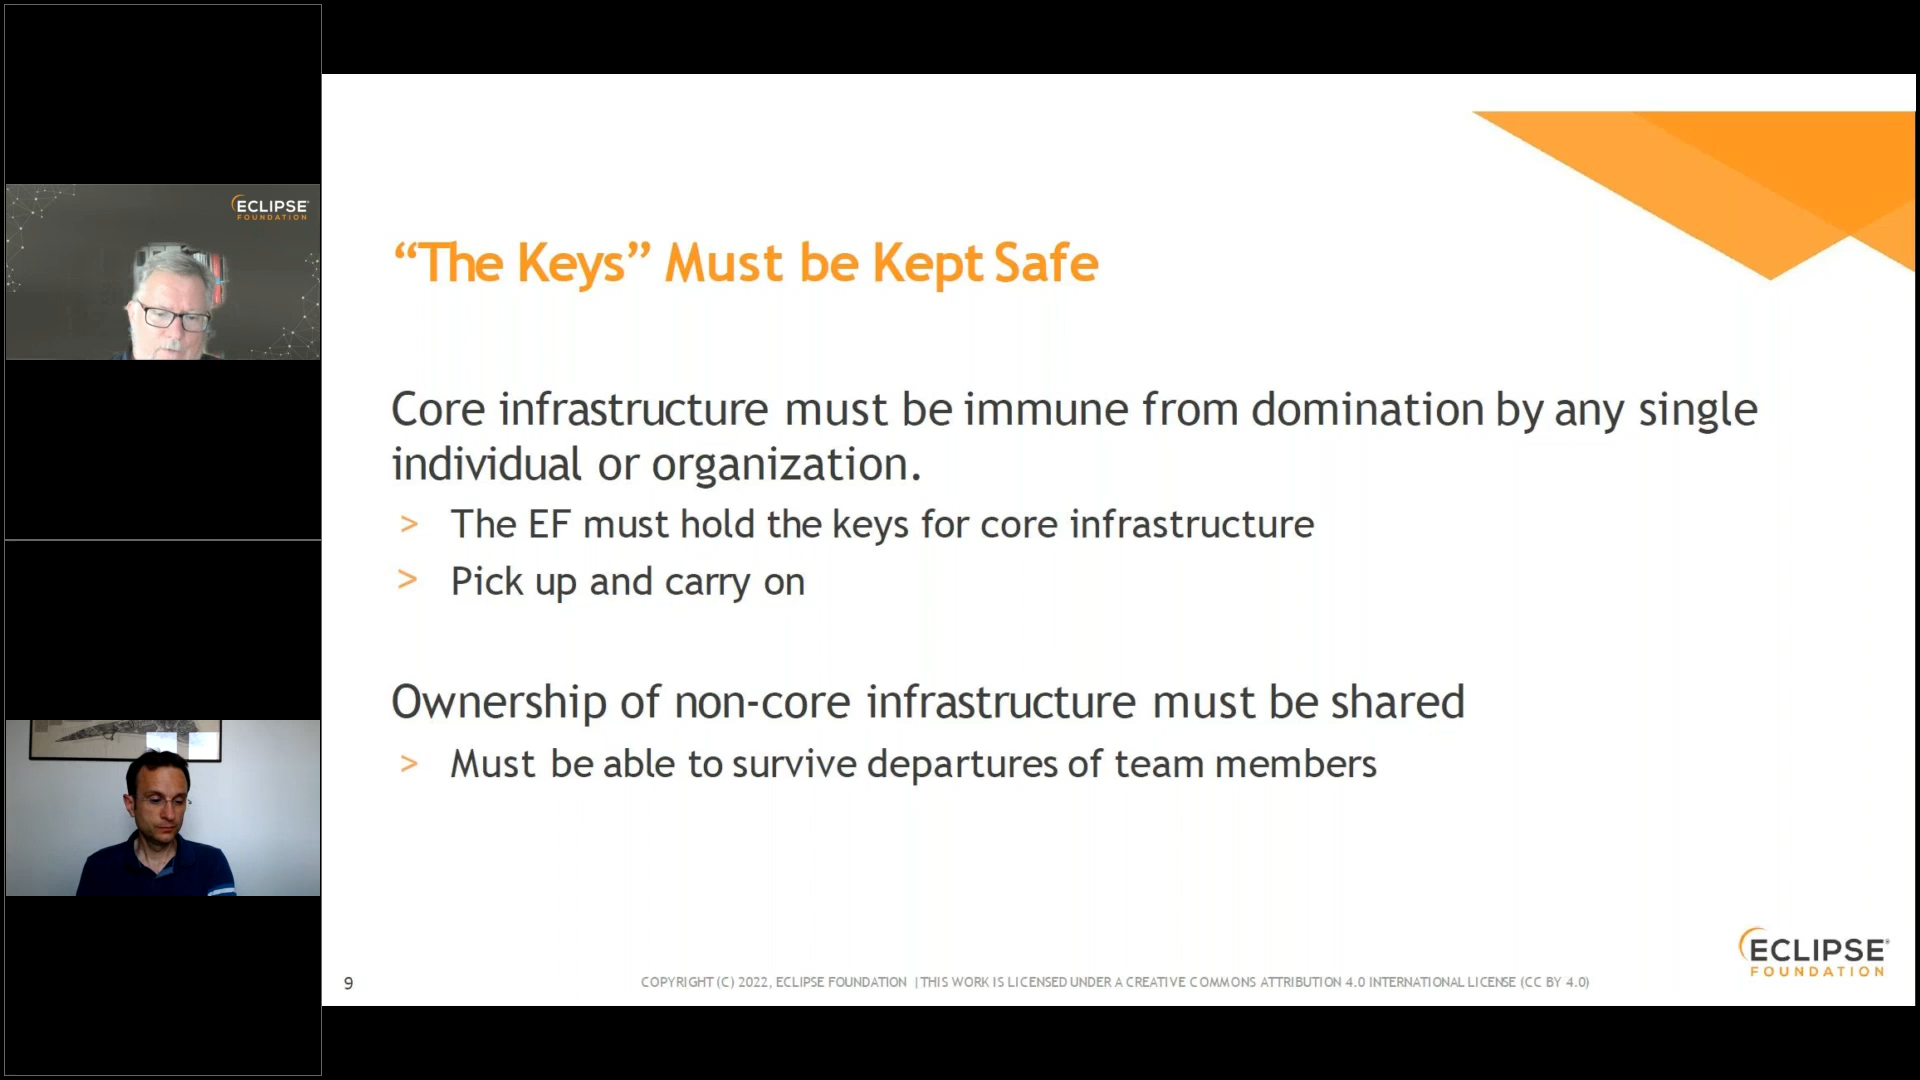 ECLIPSE
FOUNDATION
“The Keys” Must be Kept Safe
Core infrastructure must be immune from domination by any single
individual or organization.
> The EF must hold the keys for core infrastructure
> Pick up and carry on
Ownership of non-core infrastructure must be shared
> Must be able to survive departures of team members
ECLIPSE
FOUNDATION
9
COPYRIGHT (C) 2022, ECLIPSE FOUNDATION | THIS WORK IS LICENSED UNDER A CREATIVE COMMONS ATTRIBUTION 4.0 INTERNATIONAL LICENSE (CC BY 4.0)